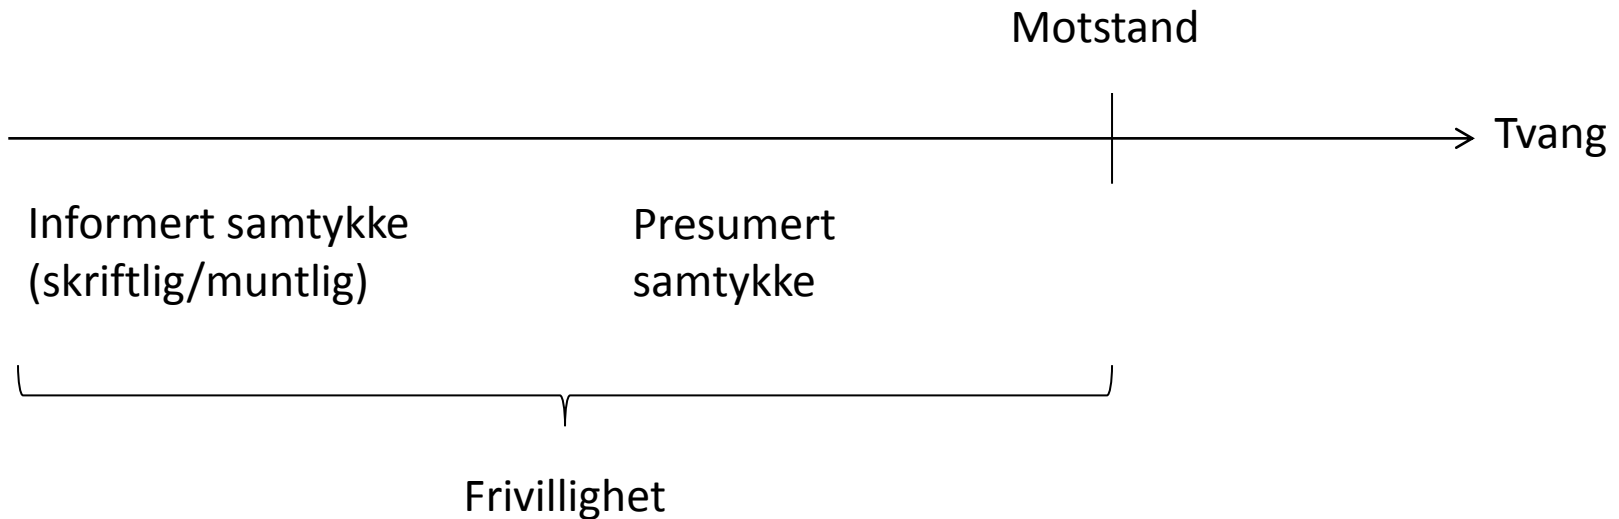 Motstand
Tvang
Informert samtykke
(skriftlig/muntlig)
Presumert
samtykke
Frivillighet